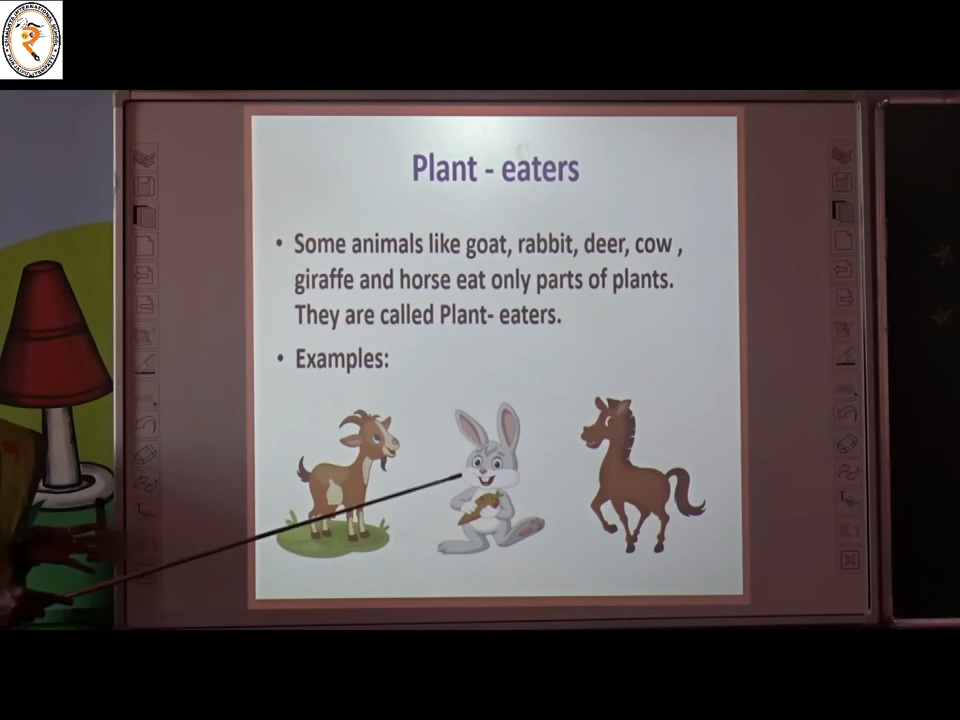 Plant - eaters
• Some animals like goat, rabbit, deer, cow ,
giraffe and horse eat only parts of plants.
They are called Plant- eaters.
• Examples: